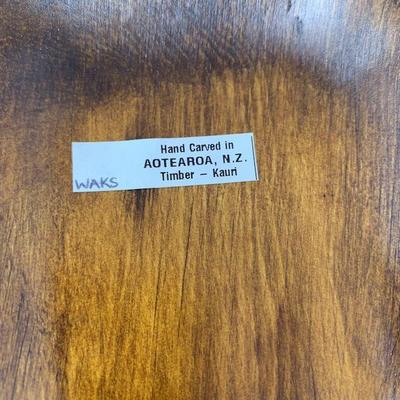 Hand Carved in
AOTEAROA, N.Z.
Timber – Kauri
WAKS